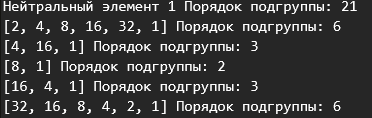 Нейтральный элемент 1 Порядок подгруппы: 21
[2, 4, 8, 16, 32, 1] Порядок подгруппы: 6
[4, 16, 1] Порядок подгруппы: 3
[8, 1] Порядок подгруппы: 2
[16, 4, 1] Порядок подгруппы: 3
[32, 16, 8, 4, 2, 1] Порядок подгруппы: 6